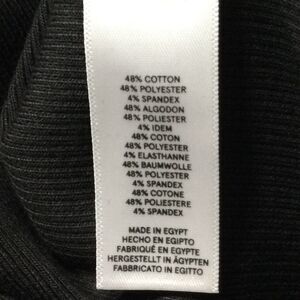 48% COTTON
48% POLYESTER
4% SPANDEX
48% ALGODON
48% POLIESTER
4% IDEM
48% COTON
48% POLYESTER
4% ELASTHANNE
48% BAUMWOLLE
48% POLYESTER
4% SPANDEX
48% COTONE
48% POLIESTERE
4% SPANDEX
MADE IN EGYPT
HECHO EN EGIPTO
FABRIQUÉ EN EGYPTE
HERGESTELLT IN ÄGYPTEN
FABBRICATO IN EGITTO